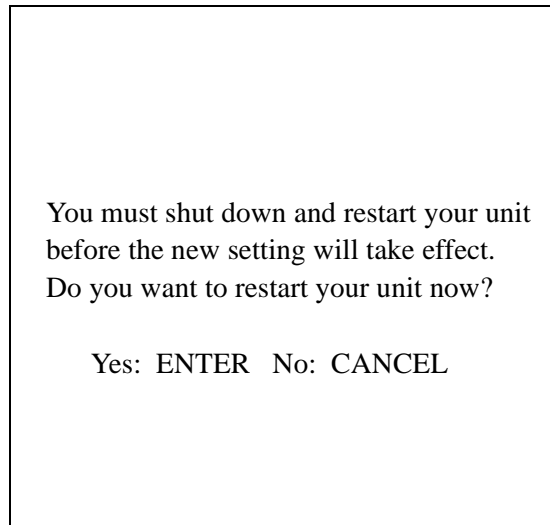 You must shut down and restart your unit
before the new setting will take effect.
Do you want to restart your unit now?
Yes: ENTER No: CANCEL